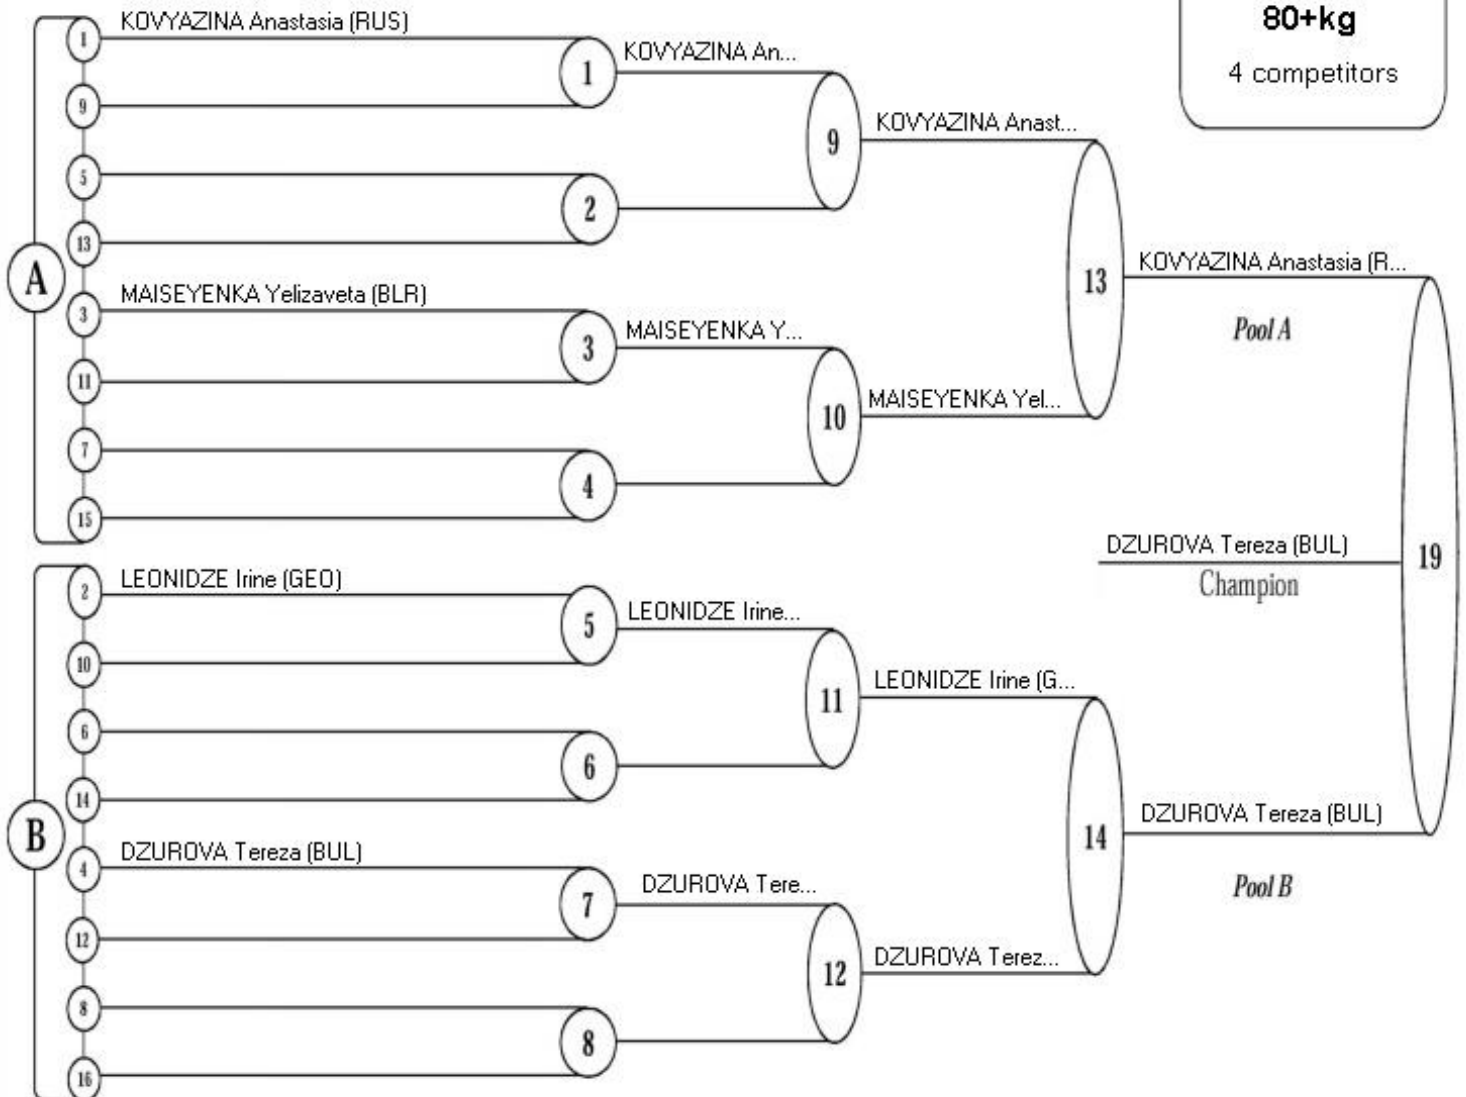 80+kg
4 competitors
KOVYAZINA Anastasia (RUS)
1
9
1
KOVYAZINA An...
5
13
2
9
KOVYAZINA Anast...
A
MAISEYENKA Yelizaveta (BLR)
3
11
3
MAISEYENKA Y...
7
15
4
10
MAISEYENKA Yel...
13
KOVYAZINA Anastasia (R...
Pool A
DZUROVA Tereza (BUL)
Champion
19
LEONIDZE Irine (GEO)
2
10
5
LEONIDZE Irine...
6
14
6
11
LEONIDZE Irine (G...
B
DZUROVA Tereza (BUL)
4
12
7
DZUROVA Tere...
8
16
8
12
DZUROVA Terez...
14
DZUROVA Tereza (BUL)
Pool B